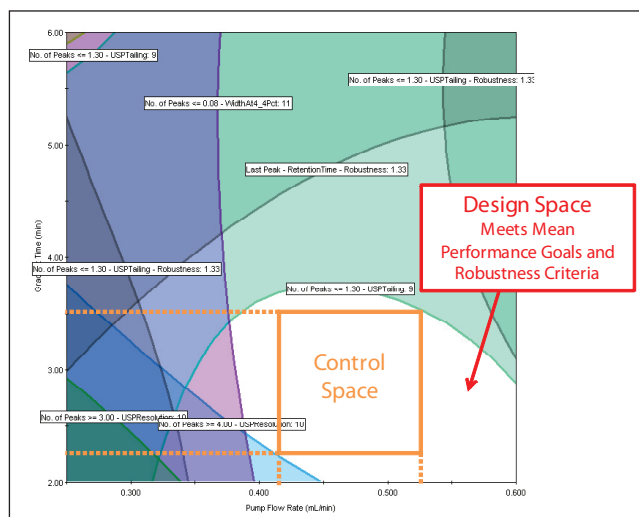 6.00
No. of Peaks <= 1.30 - USPTailing: 9
No. of Peaks <= 1.30 - USPTailing - Robustness: 1.33
No. of Peaks <= 0.08 - WidthAt4_4Pct: 11
5.00
Last Peak - RetentionTime - Robustness: 1.33
Design Space
Meets Mean
Performance Goals and
Robustness Criteria
Time (min)
4.00
No. of Peaks <= 1.30 - USPTailing - Robustness: 1.33
No. of Peaks <= 1.30 - USPTailing: 9
Control
Space
3.00
No. of Peaks >= 3.00 - USPResolution: 10
No. of Peaks >= 4.00 - USPResolution: 10
2.00
0.300
0.400
0.500
0.600
Pump Flow Rate (mL/min)